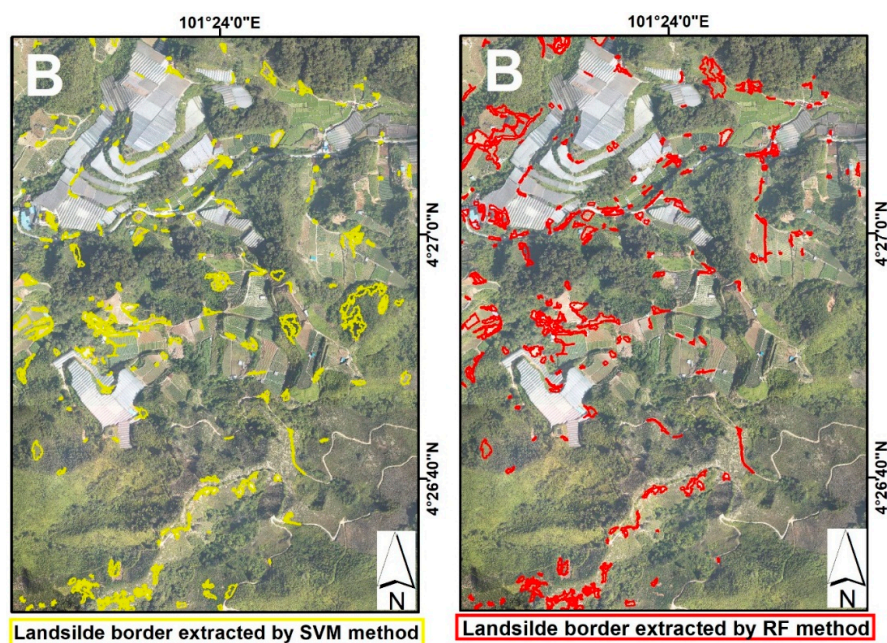 101°24'0"E
101°24'0"E
B
B
4°27'0"N
4°27'0"N
4°26'40"N
4°26'40"N
N
N
Landsilde border extracted by SVM method
Landsilde border extracted by RF method